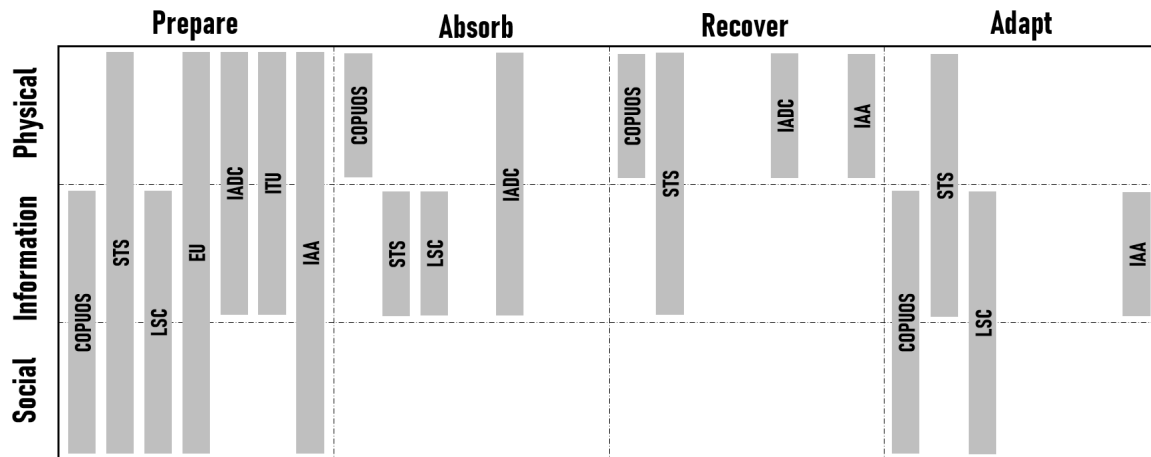 Prepare
Absorb
Recover
Adapt
Physical
Information
Social
COPUOS
STS
LSC
EU
IADC
ITU
IAA
COPUOS
STS
LSC
IADC
COPUOS
STS
IADC
IAA
COPUOS
STS
LSC
IAA